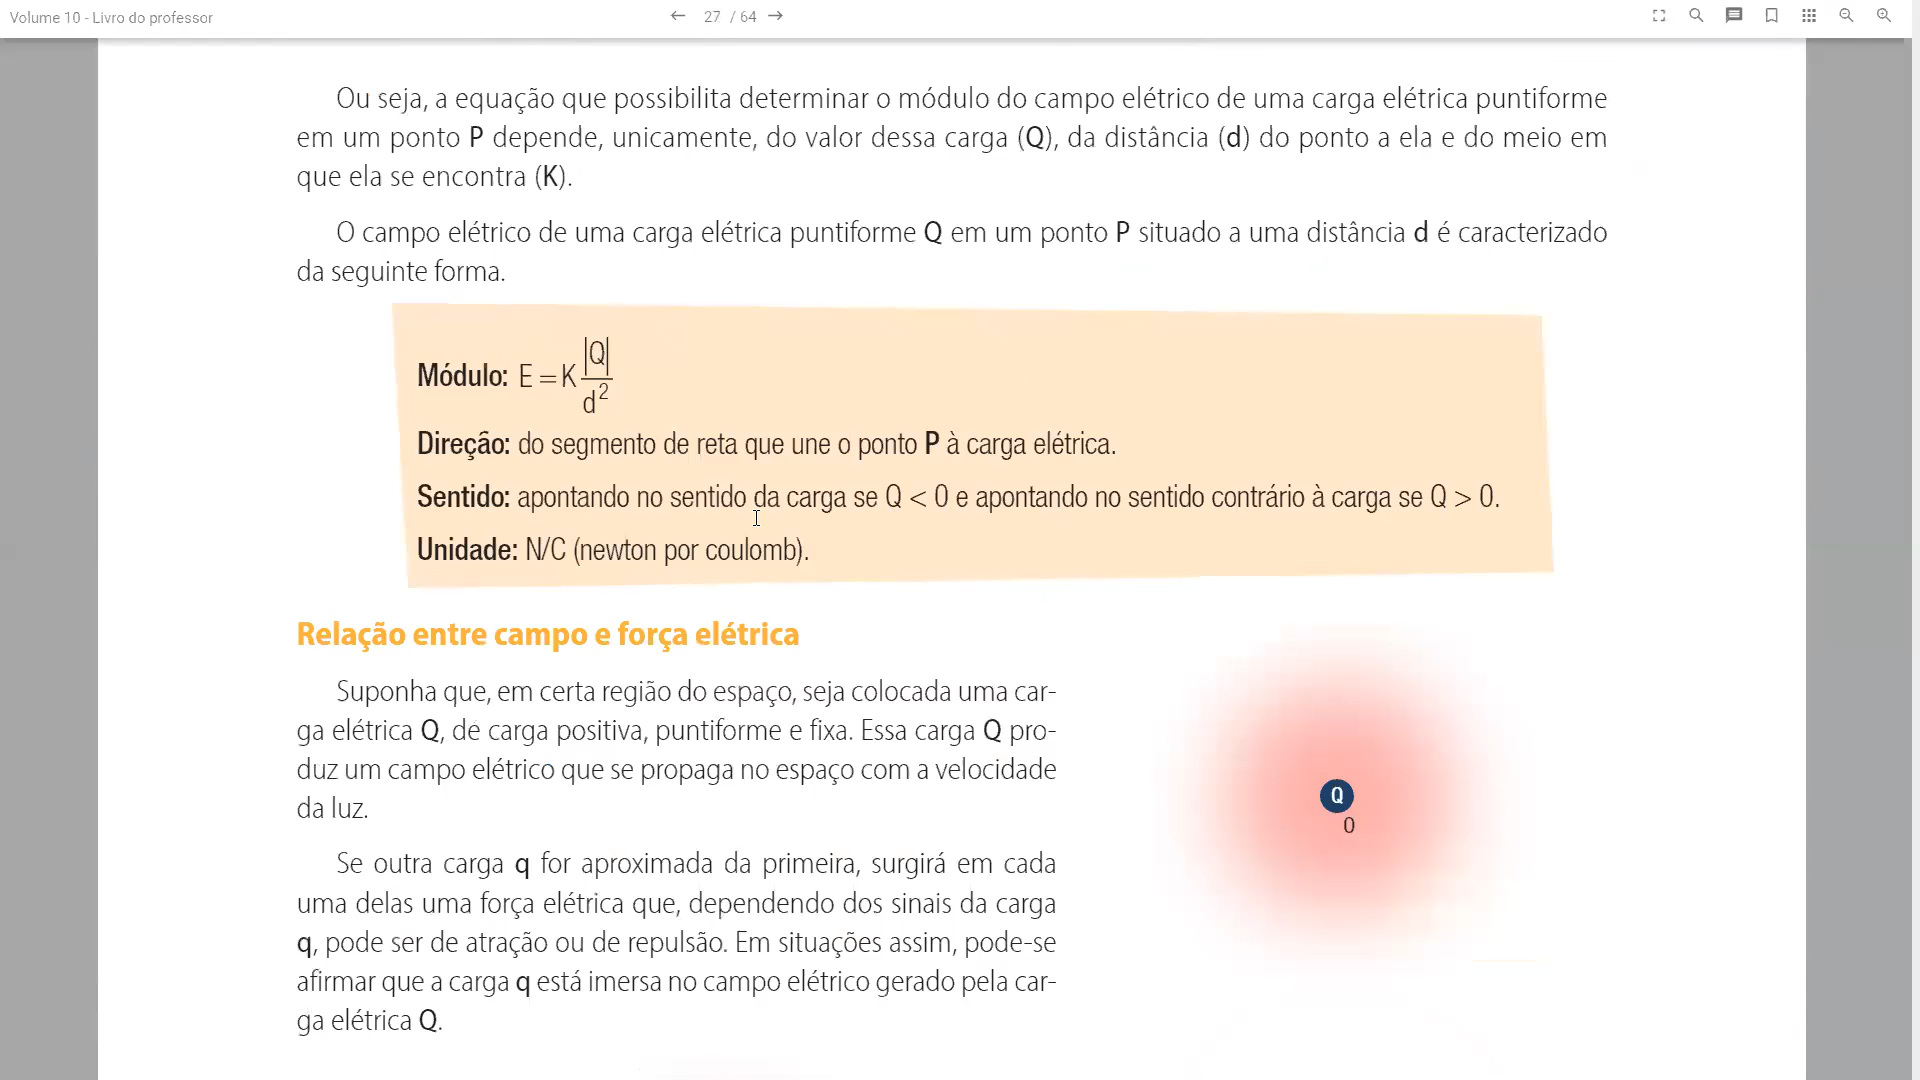 Volume 10 - Livro do professor
27 / 64
Ou seja, a equação que possibilita determinar o módulo do campo elétrico de uma carga elétrica puntiforme
em um ponto P depende, unicamente, do valor dessa carga (Q), da distância (d) do ponto a ela e do meio em
que ela se encontra (K).
O campo elétrico de uma carga elétrica puntiforme Q em um ponto P situado a uma distância d é caracterizado
da seguinte forma.
Módulo: E = K |Q| / d²
Direção: do segmento de reta que une o ponto P à carga elétrica.
Sentido: apontando no sentido da carga se Q < 0 e apontando no sentido contrário à carga se Q > 0.
Unidade: N/C (newton por coulomb).
Relação entre campo e força elétrica
Suponha que, em certa região do espaço, seja colocada uma car-
ga elétrica Q, de carga positiva, puntiforme e fixa. Essa carga Q pro-
duz um campo elétrico que se propaga no espaço com a velocidade
da luz.
Se outra carga q for aproximada da primeira, surgirá em cada
uma delas uma força elétrica que, dependendo dos sinais da carga
q, pode ser de atração ou de repulsão. Em situações assim, pode-se
afirmar que a carga q está imersa no campo elétrico gerado pela car-
ga elétrica Q.
Q
0